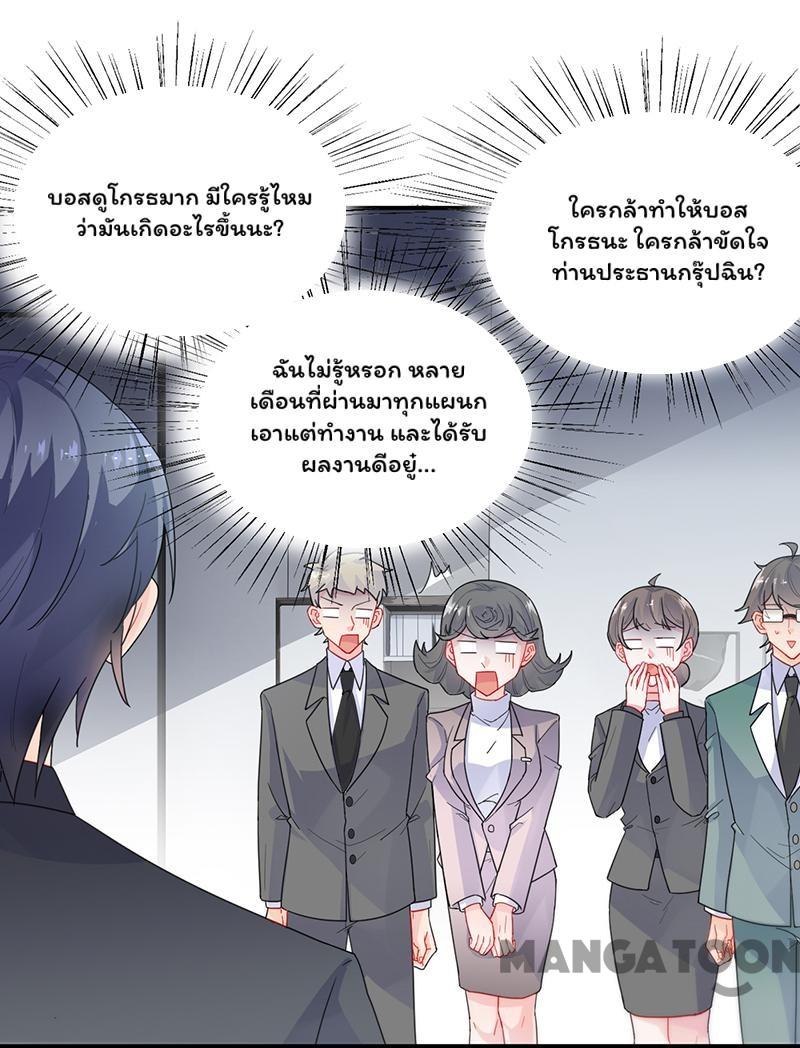 บอสดูโกรธมาก มีใครรู้ไหม
ว่ามันเกิดอะไรขึ้นนะ?
ใครกล้าทำให้บอส
โกรธนะ ใครกล้าขัดใจ
ท่านประธานกรุ๊ปฉิน?
ฉันไม่รู้หรอก หลาย
เดือนที่ผ่านมาทุกแผนก
เอาแต่ทำงาน และได้รับ
ผลงานดีอยู่...
MANGATOON